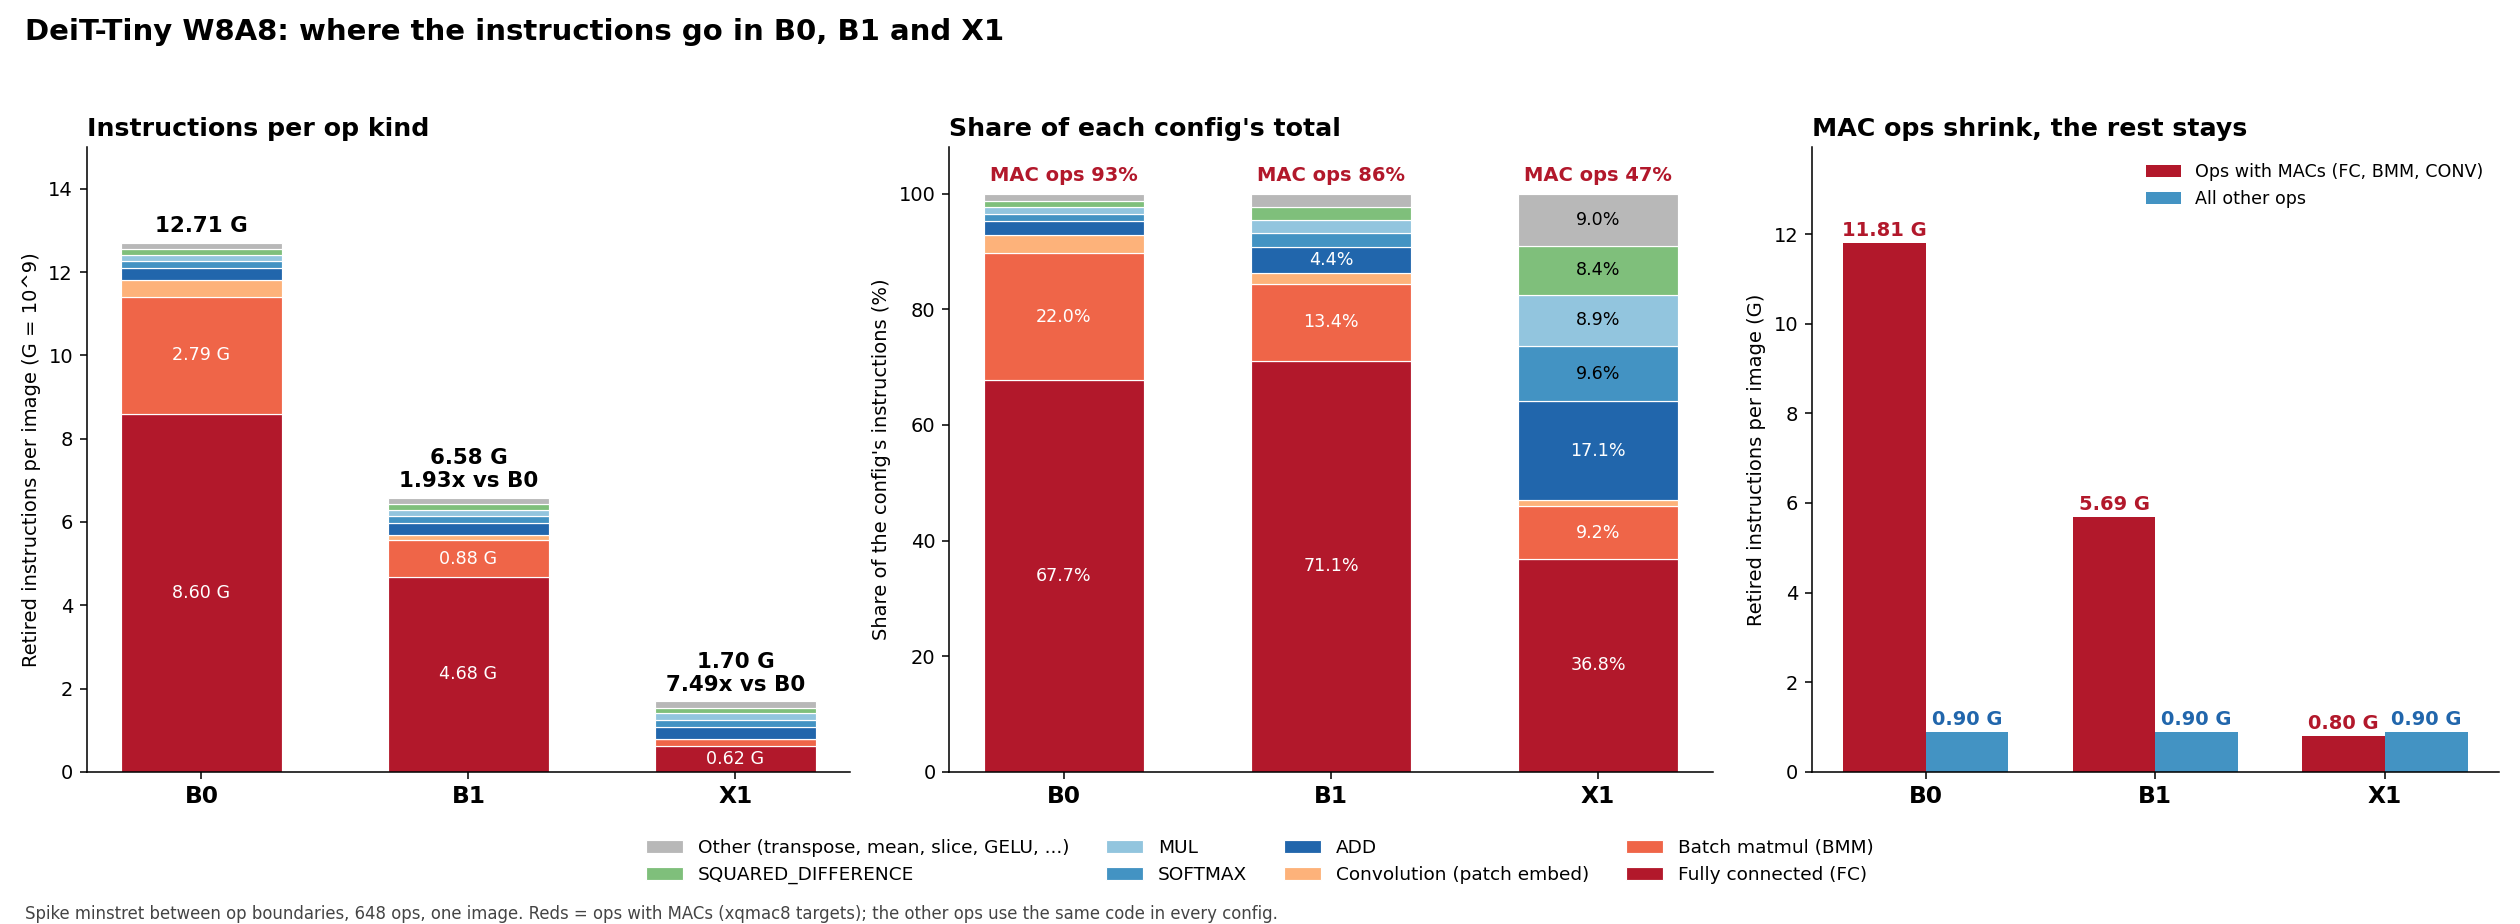 DeiT-Tiny W8A8: where the instructions go in B0, B1 and X1
Instructions per op kind
Retired instructions per image (G = 10^9)
14
12
10
8
6
4
2
0
12.71 G
2.79 G
8.60 G
6.58 G
1.93x vs B0
0.88 G
4.68 G
1.70 G
7.49x vs B0
0.62 G
B0
B1
X1
Share of each config's total
Share of the config's instructions (%)
100
80
60
40
20
0
MAC ops 93%
22.0%
67.7%
MAC ops 86%
4.4%
13.4%
71.1%
MAC ops 47%
9.0%
8.4%
8.9%
9.6%
17.1%
9.2%
36.8%
B0
B1
X1
MAC ops shrink, the rest stays
Retired instructions per image (G)
12
10
8
6
4
2
0
Ops with MACs (FC, BMM, CONV)
All other ops
11.81 G
0.90 G
5.69 G
0.90 G
0.80 G
0.90 G
B0
B1
X1
Other (transpose, mean, slice, GELU, ...)
SQUARED_DIFFERENCE
MUL
SOFTMAX
ADD
Convolution (patch embed)
Batch matmul (BMM)
Fully connected (FC)
Spike minstret between op boundaries, 648 ops, one image. Reds = ops with MACs (xqmac8 targets); the other ops use the same code in every config.